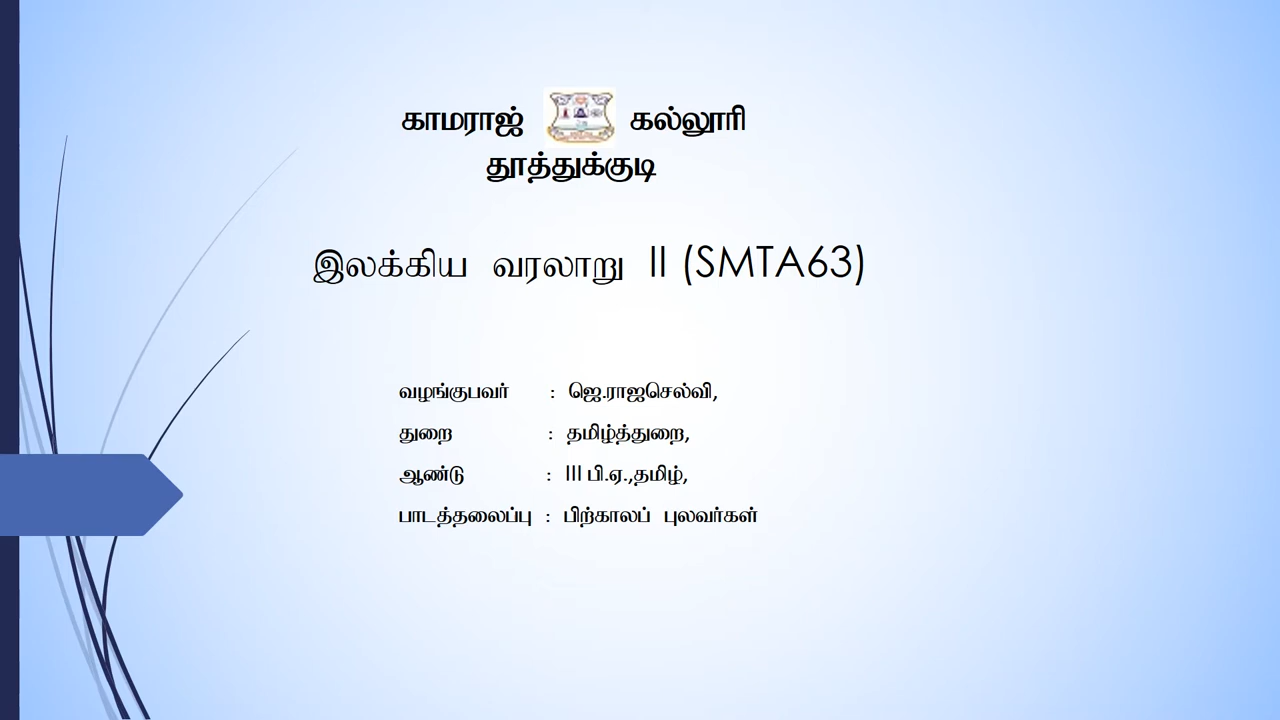 காமராஜ் கல்லூரி
தூத்துக்குடி
இலக்கிய வரலாறு II (SMTA63)
வழங்குபவர் : ஜெ.ராஜசெல்வி,
துறை : தமிழ்த்துறை,
ஆண்டு : III பி.ஏ.,தமிழ்,
பாடத்தலைப்பு : பிற்காலப் புலவர்கள்